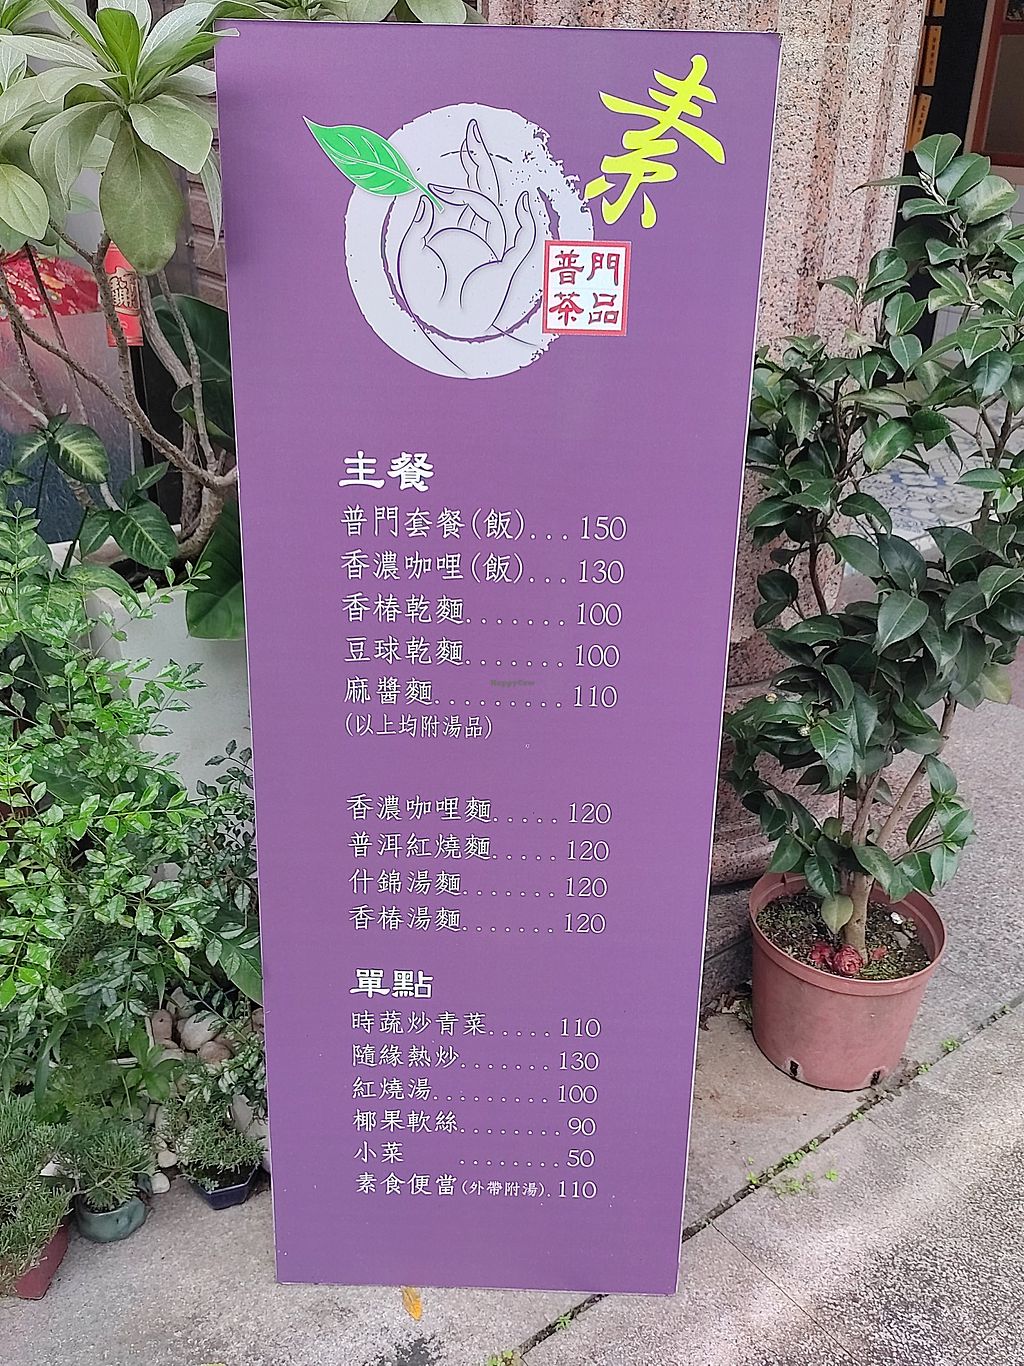 素
普門
茶品
主餐
普門套餐(飯)... 150
香濃咖哩(飯)... 130
香椿乾麵....... 100
豆球乾麵....... 100
麻醬麵......... 110
(以上均附湯品)
香濃咖哩麵...... 120
普洱紅燒麵..... 120
什錦湯麵....... 120
香椿湯麵....... 120
單點
時蔬炒青菜..... 110
隨緣熱炒....... 130
紅燒湯......... 100
椰果軟絲........ 90
小菜 ........ 50
素食便當(外帶附湯). 110
HappyCow